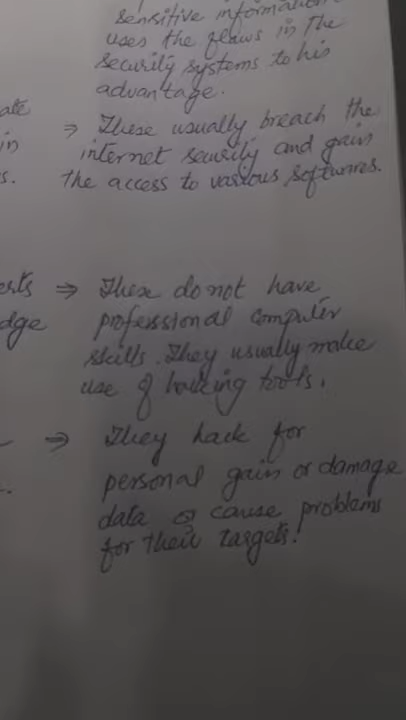 sensitive information
uses the flaws in the
security systems to his
advantage.
ate
⇒ These usually breach the
in
internet security and gain
s.
the access to various softwares.
erts
⇒ These do not have
dge
professional computer
skills. They usually make
use of hacking tools.
⇒ They hack for
personal gain or damage
data or cause problems
for their targets.